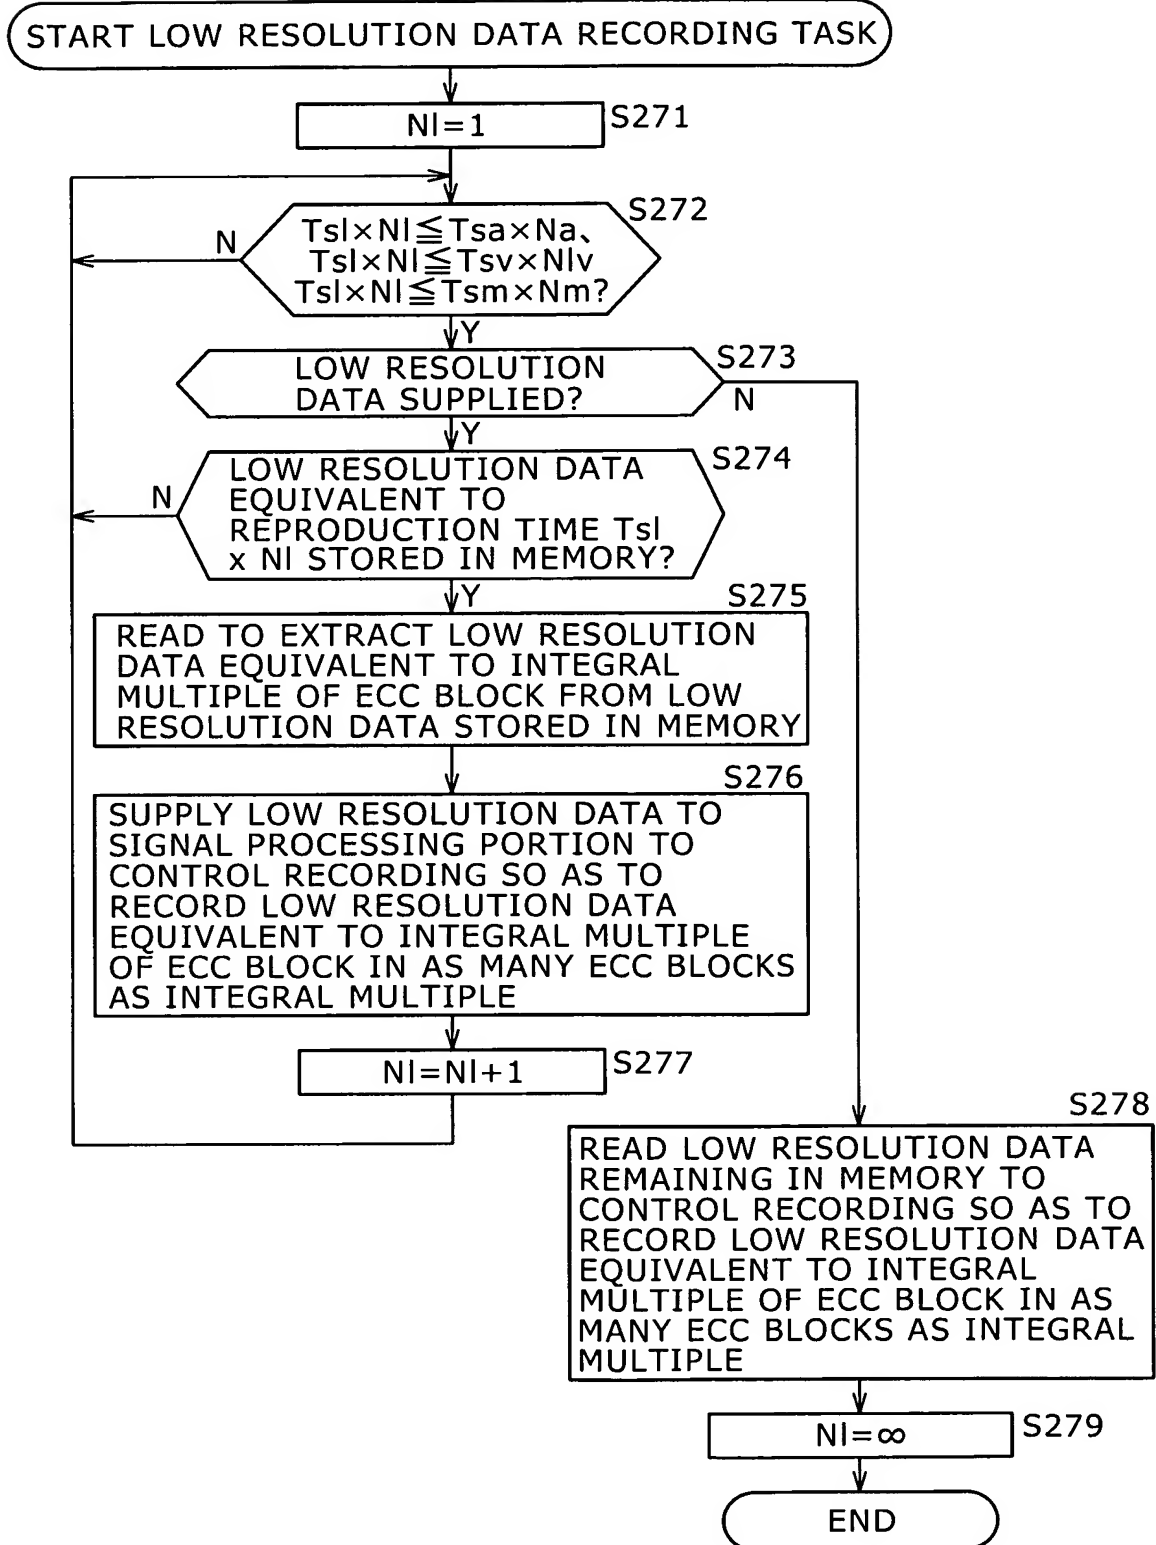 START LOW RESOLUTION DATA RECORDING TASK
Nl=1
S271
S272
Tsl×Nl≦Tsa×Na、
Tsl×Nl≦Tsv×Nlv
Tsl×Nl≦Tsm×Nm?
N
Y
S273
LOW RESOLUTION
DATA SUPPLIED?
N
Y
S274
LOW RESOLUTION DATA
EQUIVALENT TO
REPRODUCTION TIME Tsl
x Nl STORED IN MEMORY?
N
Y
S275
READ TO EXTRACT LOW RESOLUTION
DATA EQUIVALENT TO INTEGRAL
MULTIPLE OF ECC BLOCK FROM LOW
RESOLUTION DATA STORED IN MEMORY
S276
SUPPLY LOW RESOLUTION DATA TO
SIGNAL PROCESSING PORTION TO
CONTROL RECORDING SO AS TO
RECORD LOW RESOLUTION DATA
EQUIVALENT TO INTEGRAL MULTIPLE
OF ECC BLOCK IN AS MANY ECC BLOCKS
AS INTEGRAL MULTIPLE
Nl=Nl+1
S277
S278
READ LOW RESOLUTION DATA
REMAINING IN MEMORY TO
CONTROL RECORDING SO AS TO
RECORD LOW RESOLUTION DATA
EQUIVALENT TO INTEGRAL
MULTIPLE OF ECC BLOCK IN AS
MANY ECC BLOCKS AS INTEGRAL
MULTIPLE
Nl=∞
S279
END